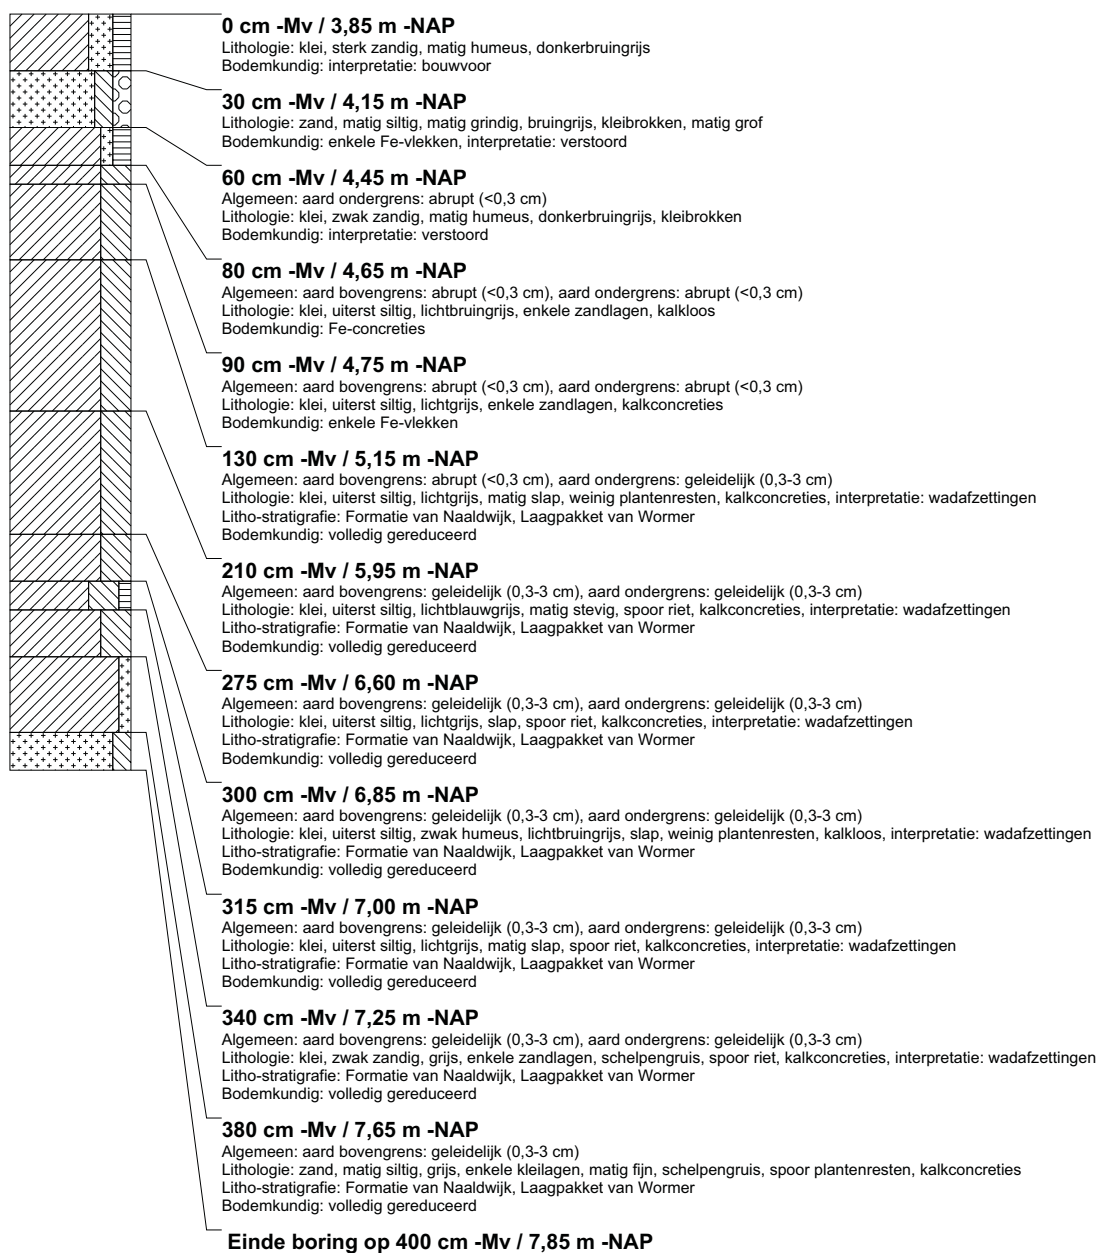 0 cm -Mv / 3,85 m -NAP
Lithologie: klei, sterk zandig, matig humeus, donkerbruingrijs
Bodemkundig: interpretatie: bouwvoor
30 cm -Mv / 4,15 m -NAP
Lithologie: zand, matig siltig, matig grindig, bruingrijs, kleibrokken, matig grof
Bodemkundig: enkele Fe-vlekken, interpretatie: verstoord
60 cm -Mv / 4,45 m -NAP
Algemeen: aard ondergrens: abrupt (<0,3 cm)
Lithologie: klei, zwak zandig, matig humeus, donkerbruingrijs, kleibrokken
Bodemkundig: interpretatie: verstoord
80 cm -Mv / 4,65 m -NAP
Algemeen: aard bovengrens: abrupt (<0,3 cm), aard ondergrens: abrupt (<0,3 cm)
Lithologie: klei, uiterst siltig, lichtbruingrijs, enkele zandlagen, kalkloos
Bodemkundig: Fe-concreties
90 cm -Mv / 4,75 m -NAP
Algemeen: aard bovengrens: abrupt (<0,3 cm), aard ondergrens: abrupt (<0,3 cm)
Lithologie: klei, uiterst siltig, lichtgrijs, enkele zandlagen, kalkconcreties
Bodemkundig: enkele Fe-vlekken
130 cm -Mv / 5,15 m -NAP
Algemeen: aard bovengrens: abrupt (<0,3 cm), aard ondergrens: geleidelijk (0,3-3 cm)
Lithologie: klei, uiterst siltig, lichtgrijs, matig slap, weinig plantenresten, kalkconcreties, interpretatie: wadafzettingen
Litho-stratigrafie: Formatie van Naaldwijk, Laagpakket van Wormer
Bodemkundig: volledig gereduceerd
210 cm -Mv / 5,95 m -NAP
Algemeen: aard bovengrens: geleidelijk (0,3-3 cm), aard ondergrens: geleidelijk (0,3-3 cm)
Lithologie: klei, uiterst siltig, lichtblauwgrijs, matig stevig, spoor riet, kalkconcreties, interpretatie: wadafzettingen
Litho-stratigrafie: Formatie van Naaldwijk, Laagpakket van Wormer
Bodemkundig: volledig gereduceerd
275 cm -Mv / 6,60 m -NAP
Algemeen: aard bovengrens: geleidelijk (0,3-3 cm), aard ondergrens: geleidelijk (0,3-3 cm)
Lithologie: klei, uiterst siltig, lichtgrijs, slap, spoor riet, kalkconcreties, interpretatie: wadafzettingen
Litho-stratigrafie: Formatie van Naaldwijk, Laagpakket van Wormer
Bodemkundig: volledig gereduceerd
300 cm -Mv / 6,85 m -NAP
Algemeen: aard bovengrens: geleidelijk (0,3-3 cm), aard ondergrens: geleidelijk (0,3-3 cm)
Lithologie: klei, uiterst siltig, zwak humeus, lichtbruingrijs, slap, weinig plantenresten, kalkloos, interpretatie: wadafzettingen
Litho-stratigrafie: Formatie van Naaldwijk, Laagpakket van Wormer
Bodemkundig: volledig gereduceerd
315 cm -Mv / 7,00 m -NAP
Algemeen: aard bovengrens: geleidelijk (0,3-3 cm), aard ondergrens: geleidelijk (0,3-3 cm)
Lithologie: klei, uiterst siltig, lichtgrijs, matig slap, spoor riet, kalkconcreties, interpretatie: wadafzettingen
Litho-stratigrafie: Formatie van Naaldwijk, Laagpakket van Wormer
Bodemkundig: volledig gereduceerd
340 cm -Mv / 7,25 m -NAP
Algemeen: aard bovengrens: geleidelijk (0,3-3 cm), aard ondergrens: geleidelijk (0,3-3 cm)
Lithologie: klei, zwak zandig, grijs, enkele zandlagen, schelpengruis, spoor riet, kalkconcreties, interpretatie: wadafzettingen
Litho-stratigrafie: Formatie van Naaldwijk, Laagpakket van Wormer
Bodemkundig: volledig gereduceerd
380 cm -Mv / 7,65 m -NAP
Algemeen: aard bovengrens: geleidelijk (0,3-3 cm)
Lithologie: zand, matig siltig, grijs, enkele kleilagen, matig fijn, schelpengruis, spoor plantenresten, kalkconcreties
Litho-stratigrafie: Formatie van Naaldwijk, Laagpakket van Wormer
Bodemkundig: volledig gereduceerd
Einde boring op 400 cm -Mv / 7,85 m -NAP